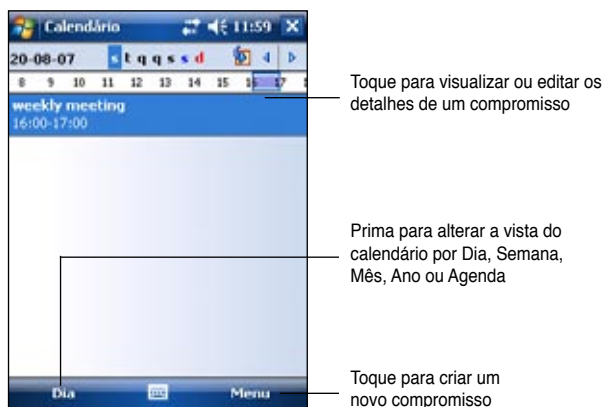 Calendário 11:59
20-08-07 s t q q s s d
8 9 10 11 12 13 14 15 16 17
weekly meeting
16:00-17:00
Dia Menu
Toque para visualizar ou editar os
detalhes de um compromisso
Prima para alterar a vista do
calendário por Dia, Semana,
Mês, Ano ou Agenda
Toque para criar um
novo compromisso